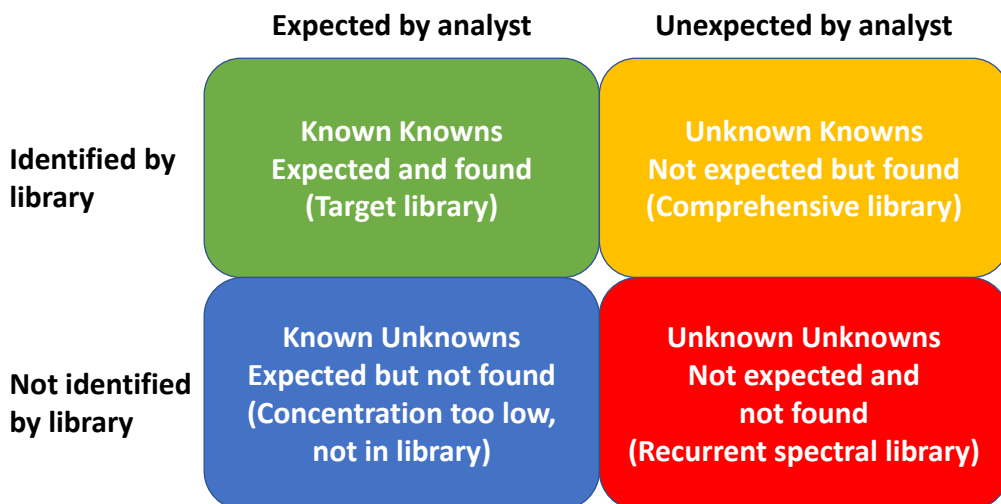 Expected by analyst
Unexpected by analyst
Identified by
library
Known Knowns
Expected and found
(Target library)
Unknown Knowns
Not expected but found
(Comprehensive library)
Not identified
by library
Known Unknowns
Expected but not found
(Concentration too low,
not in library)
Unknown Unknowns
Not expected and
not found
(Recurrent spectral library)